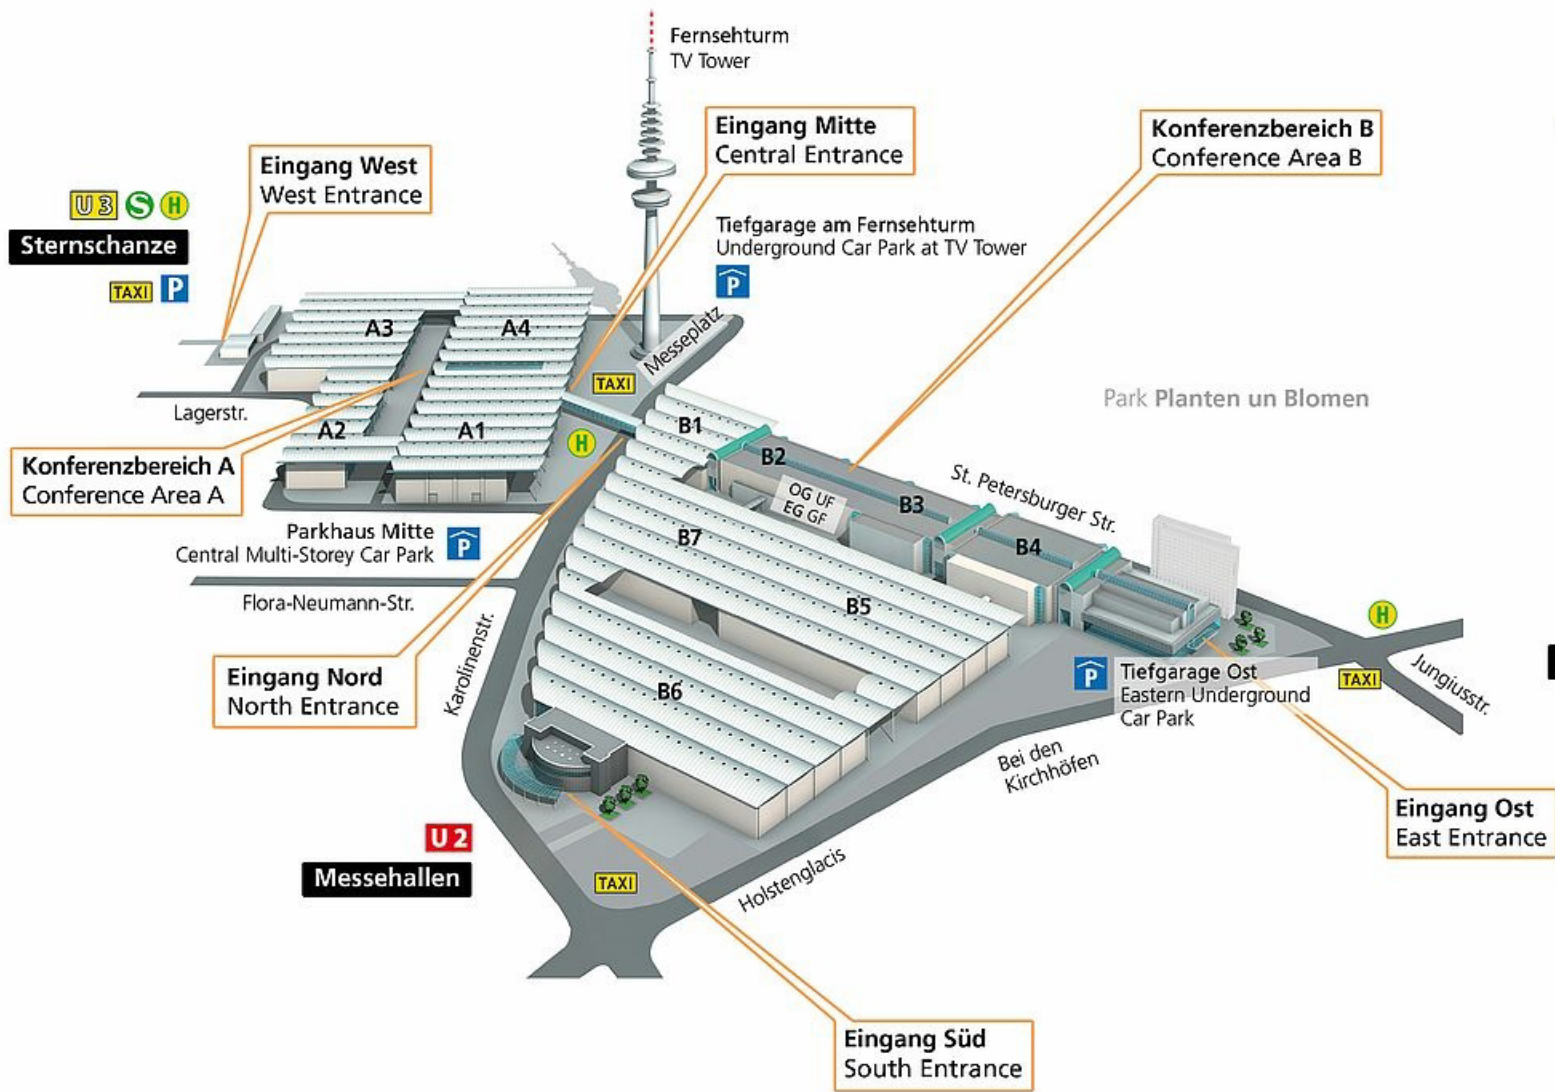 Fernsehturm
TV Tower
Eingang Mitte
Central Entrance
Konferenzbereich B
Conference Area B
Eingang West
West Entrance
U3 S H
Sternschanze
TAXI P
Tiefgarage am Fernsehturm
Underground Car Park at TV Tower
P
A3
A4
Messeplatz
TAXI
Lagerstr.
Park Planten un Blomen
A2
A1
B1
H
Konferenzbereich A
Conference Area A
B2
OG UF
EG GF
B3
St. Petersburger Str.
Parkhaus Mitte
Central Multi-Storey Car Park
P
B7
B4
Flora-Neumann-Str.
B5
H
Karolinenstr.
Eingang Nord
North Entrance
B6
P
Tiefgarage Ost
Eastern Underground
Car Park
TAXI
Jungiusstr.
Bei den
Kirchhöfen
Eingang Ost
East Entrance
U2
Messehallen
TAXI
Holstenglacis
Eingang Süd
South Entrance